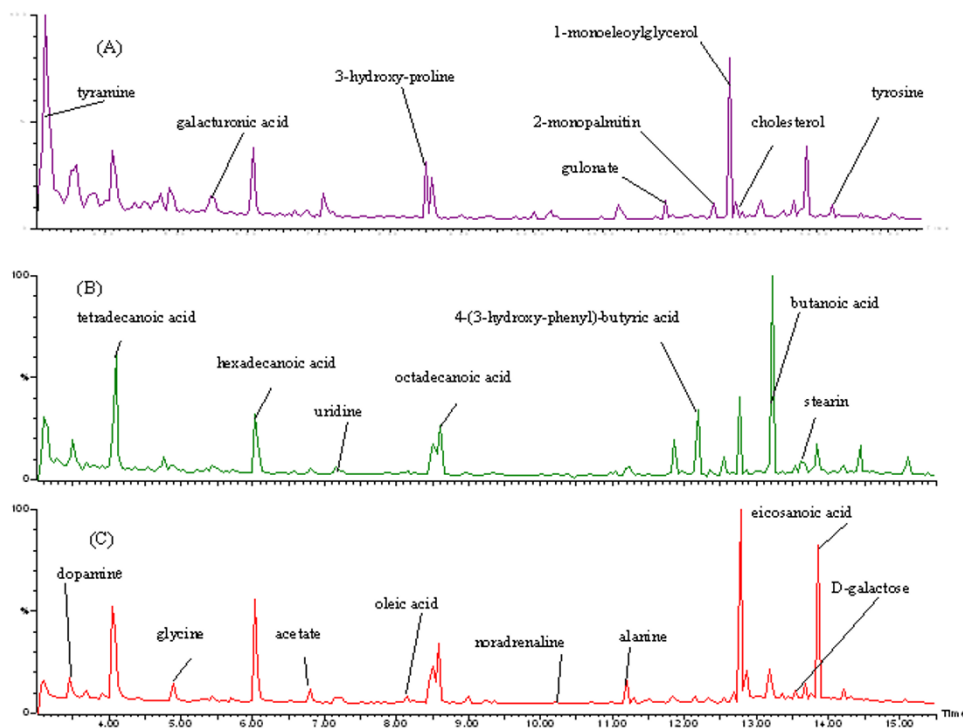 (A)
1-monoeleoylglycerol
3-hydroxy-proline
tyramine
tyrosine
galacturonic acid
2-monopalmitin
cholesterol
gulonate
100
(B)
butanoic acid
tetradecanoic acid
4-(3-hydroxy-phenyl)-butyric acid
hexadecanoic acid
octadecanoic acid
%
uridine
stearin
0
100
eicosanoic acid
(C)
dopamine
D-galactose
oleic acid
%
glycine
acetate
noradrenaline
alanine
0
Time
4.00 5.00 6.00 7.00 8.00 9.00 10.00 11.00 12.00 13.00 14.00 15.00